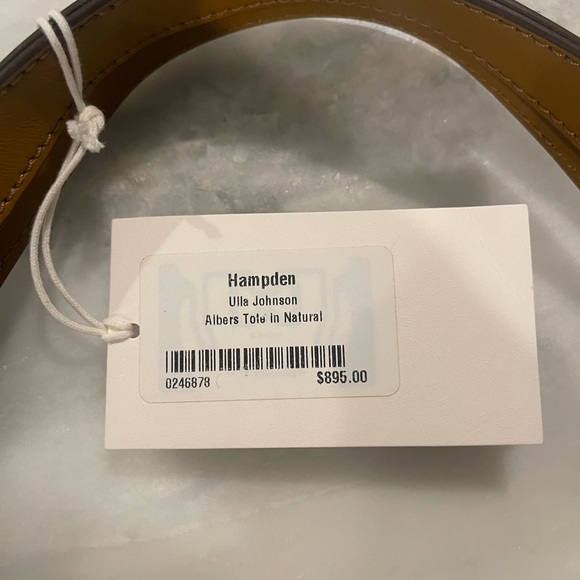 Hampden
Ulla Johnson
Albers Tote in Natural
0246878 $895.00